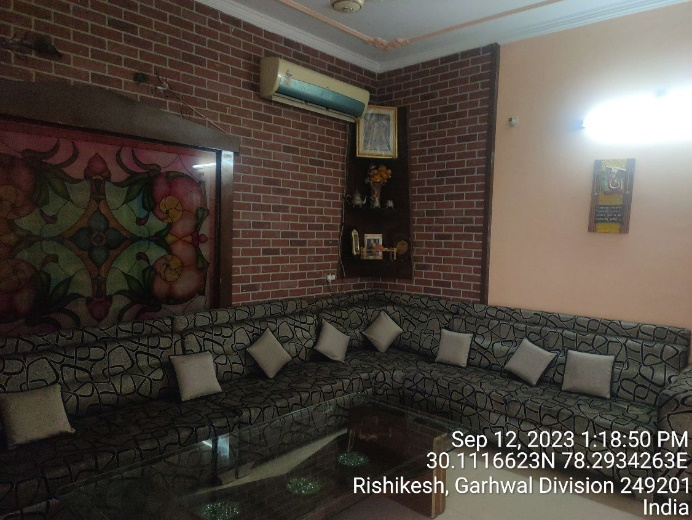 Sep 12, 2023 1:18:50 PM
30.1116623N 78.2934263E
Rishikesh, Garhwal Division 249201
India